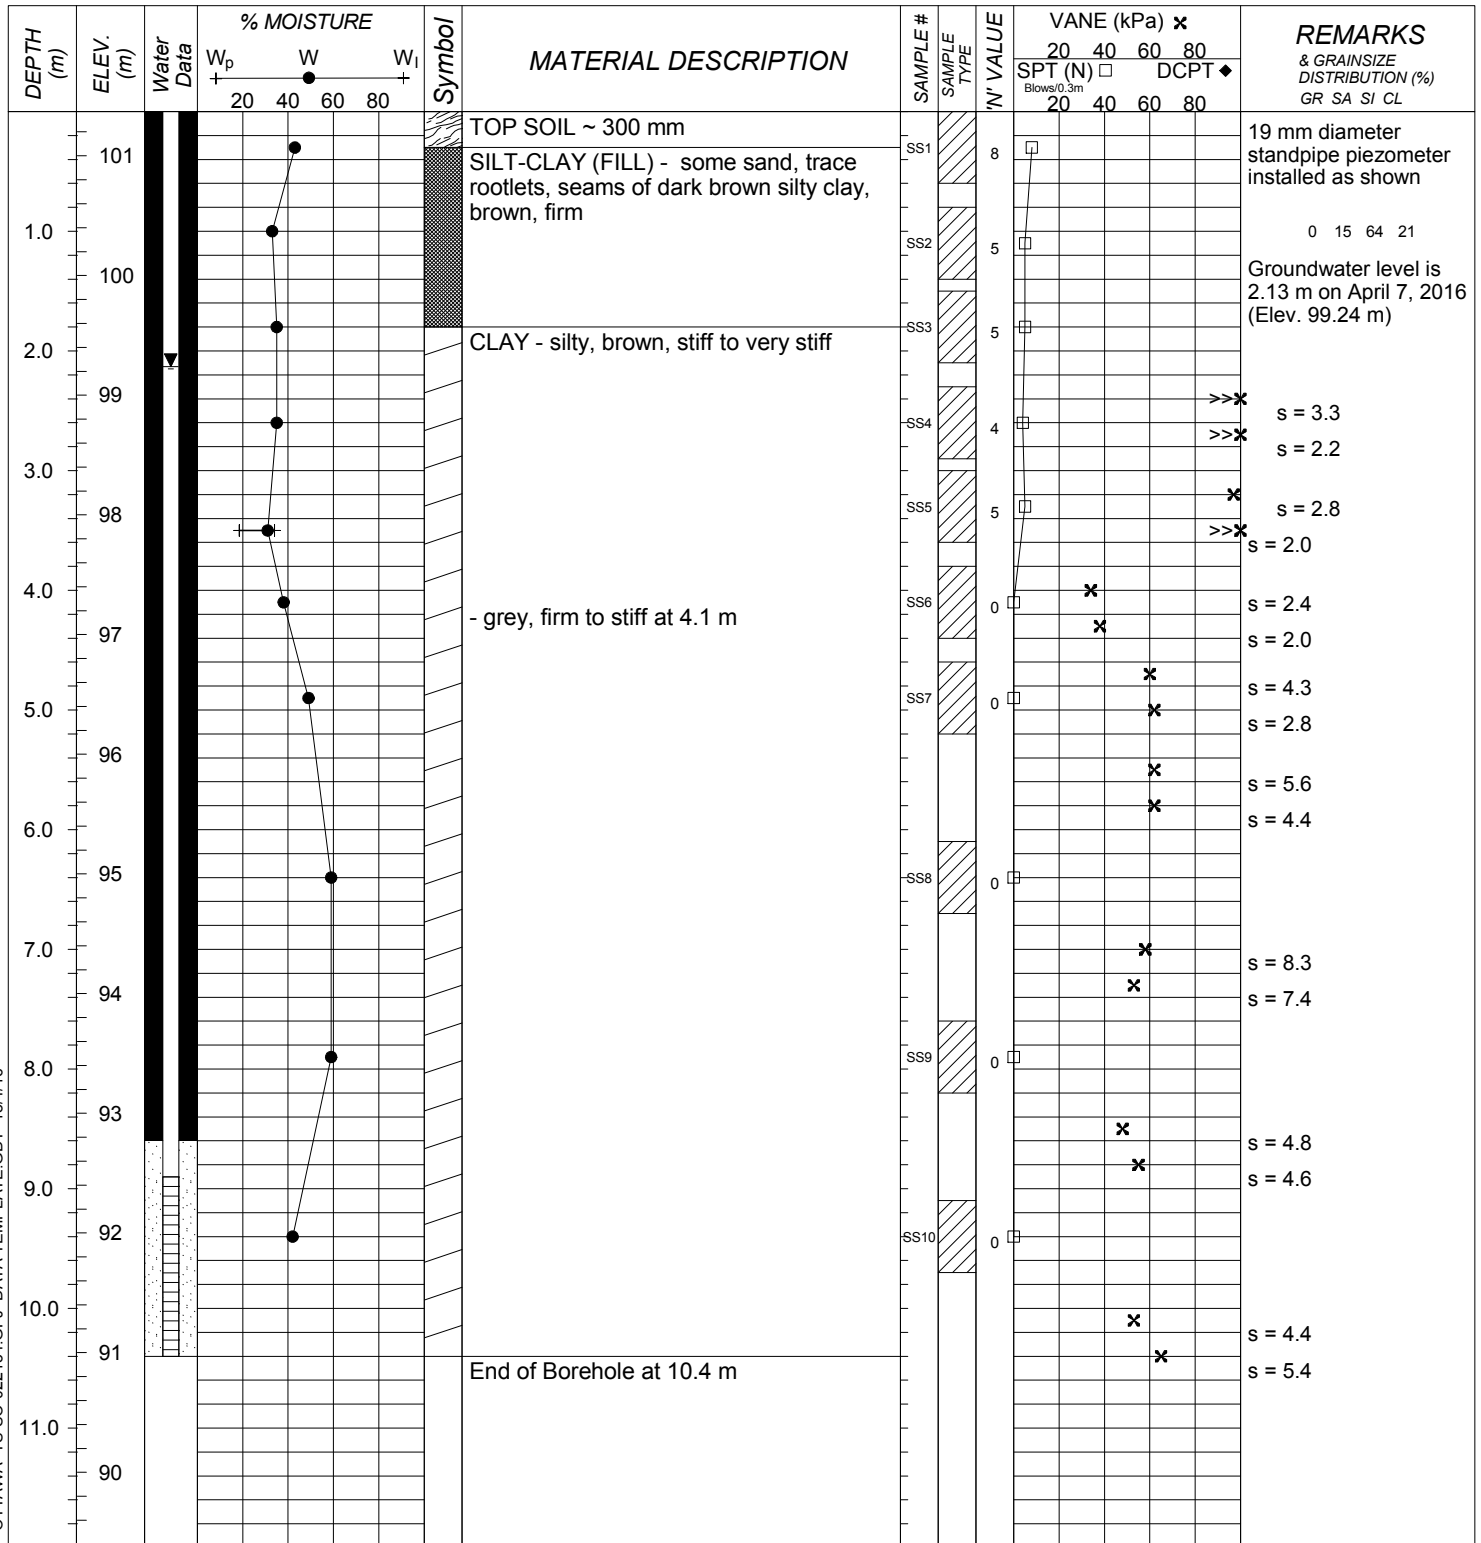 DEPTH (m)
ELEV. (m)
Water Data
% MOISTURE
Wp W Wl
20 40 60 80
Symbol
MATERIAL DESCRIPTION
SAMPLE #
SAMPLE TYPE
'N' VALUE
VANE (kPa)
20 40 60 80
SPT (N) DCPT
Blows/0.3m
20 40 60 80
REMARKS
& GRAINSIZE
DISTRIBUTION (%)
GR SA SI CL
TOP SOIL ~ 300 mm
SILT-CLAY (FILL) - some sand, trace
rootlets, seams of dark brown silty clay,
brown, firm
CLAY - silty, brown, stiff to very stiff
- grey, firm to stiff at 4.1 m
End of Borehole at 10.4 m
1.0
2.0
3.0
4.0
5.0
6.0
7.0
8.0
9.0
10.0
11.0
101
100
99
98
97
96
95
94
93
92
91
90
SS1 8
SS2 5
SS3 5
SS4 4
SS5 5
SS6 0
SS7 0
SS8 0
SS9 0
SS10 0
>>
>>
>>
19 mm diameter
standpipe piezometer
installed as shown
0 15 64 21
Groundwater level is
2.13 m on April 7, 2016
(Elev. 99.24 m)
s = 3.3
s = 2.2
s = 2.8
s = 2.0
s = 2.4
s = 2.0
s = 4.3
s = 2.8
s = 5.6
s = 4.4
s = 8.3
s = 7.4
s = 4.8
s = 4.6
s = 4.4
s = 5.4